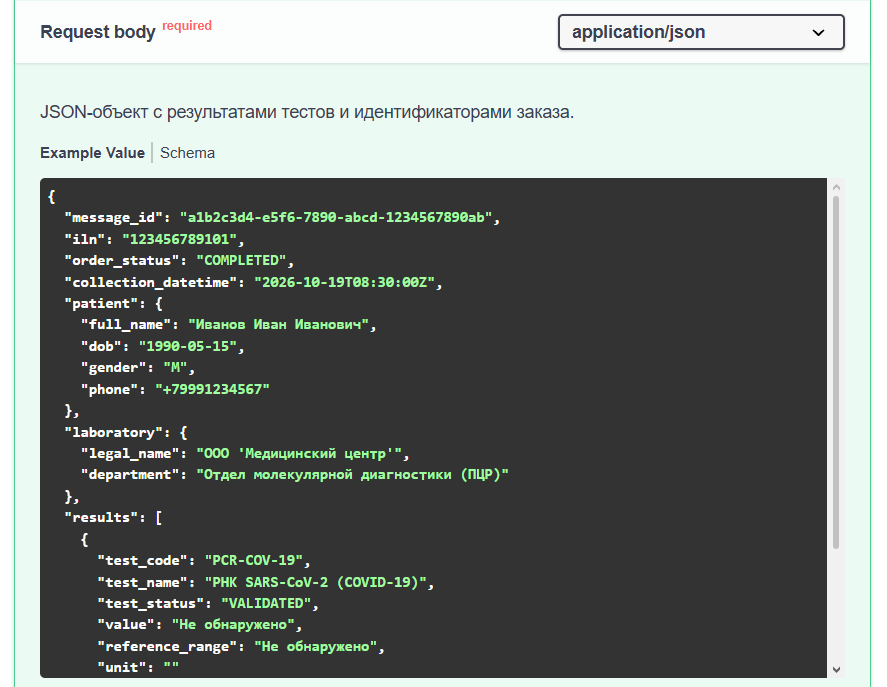 Request body required
application/json
JSON-объект с результатами тестов и идентификаторами заказа.
Example Value | Schema
{
"message_id": "a1b2c3d4-e5f6-7890-abcd-1234567890ab",
"iln": "123456789101",
"order_status": "COMPLETED",
"collection_datetime": "2026-10-19T08:30:00Z",
"patient": {
"full_name": "Иванов Иван Иванович",
"dob": "1990-05-15",
"gender": "M",
"phone": "+79991234567"
},
"laboratory": {
"legal_name": "ООО 'Медицинский центр'",
"department": "Отдел молекулярной диагностики (ПЦР)"
},
"results": [
{
"test_code": "PCR-COV-19",
"test_name": "РНК SARS-CoV-2 (COVID-19)",
"test_status": "VALIDATED",
"value": "Не обнаружено",
"reference_range": "Не обнаружено",
"unit": ""